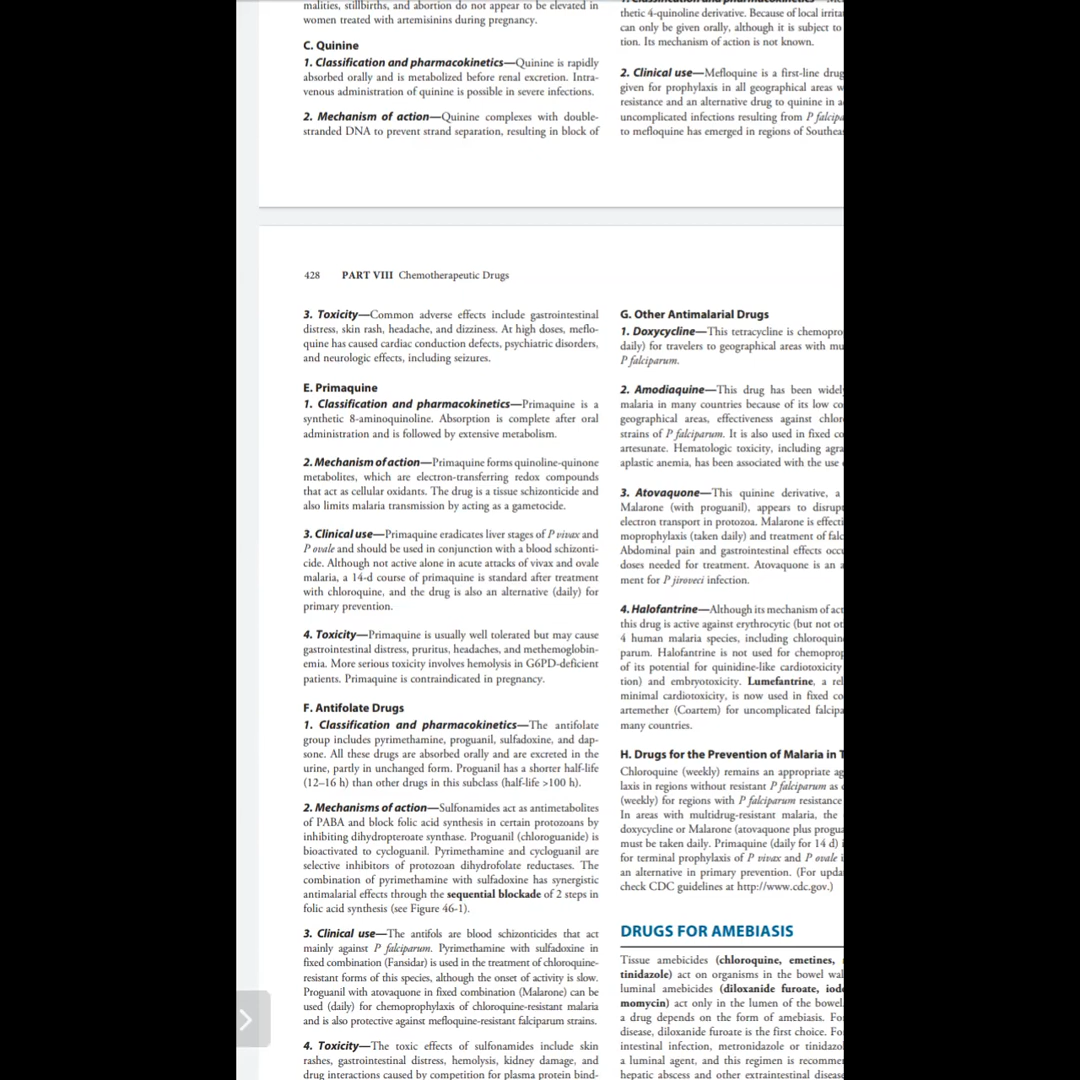 malities, stillbirths, and abortion do not appear to be elevated in
women treated with artemisinins during pregnancy.
C. Quinine
1. Classification and pharmacokinetics—Quinine is rapidly
absorbed orally and is metabolized before renal excretion. Intra-
venous administration of quinine is possible in severe infections.
2. Mechanism of action—Quinine complexes with double-
stranded DNA to prevent strand separation, resulting in block of
thetic 4-quinoline derivative. Because of local irrita
can only be given orally, although it is subject to
tion. Its mechanism of action is not known.
2. Clinical use—Mefloquine is a first-line drug
given for prophylaxis in all geographical areas w
resistance and an alternative drug to quinine in a
uncomplicated infections resulting from P falcipa
to mefloquine has emerged in regions of Southea
428 PART VIII Chemotherapeutic Drugs
3. Toxicity—Common adverse effects include gastrointestinal
distress, skin rash, headache, and dizziness. At high doses, meflo-
quine has caused cardiac conduction defects, psychiatric disorders,
and neurologic effects, including seizures.
E. Primaquine
1. Classification and pharmacokinetics—Primaquine is a
synthetic 8-aminoquinoline. Absorption is complete after oral
administration and is followed by extensive metabolism.
2. Mechanism of action—Primaquine forms quinoline-quinone
metabolites, which are electron-transferring redox compounds
that act as cellular oxidants. The drug is a tissue schizonticide and
also limits malaria transmission by acting as a gametocide.
3. Clinical use—Primaquine eradicates liver stages of P vivax and
P ovale and should be used in conjunction with a blood schizonti-
cide. Although not active alone in acute attacks of vivax and ovale
malaria, a 14-d course of primaquine is standard after treatment
with chloroquine, and the drug is also an alternative (daily) for
primary prevention.
4. Toxicity—Primaquine is usually well tolerated but may cause
gastrointestinal distress, pruritus, headaches, and methemoglobin-
emia. More serious toxicity involves hemolysis in G6PD-deficient
patients. Primaquine is contraindicated in pregnancy.
F. Antifolate Drugs
1. Classification and pharmacokinetics—The antifolate
group includes pyrimethamine, proguanil, sulfadoxine, and dap-
sone. All these drugs are absorbed orally and are excreted in the
urine, partly in unchanged form. Proguanil has a shorter half-life
(12–16 h) than other drugs in this subclass (half-life >100 h).
2. Mechanisms of action—Sulfonamides act as antimetabolites
of PABA and block folic acid synthesis in certain protozoans by
inhibiting dihydropteroate synthase. Proguanil (chloroguanide) is
bioactivated to cycloguanil. Pyrimethamine and cycloguanil are
selective inhibitors of protozoan dihydrofolate reductases. The
combination of pyrimethamine with sulfadoxine has synergistic
antimalarial effects through the sequential blockade of 2 steps in
folic acid synthesis (see Figure 46-1).
3. Clinical use—The antifols are blood schizonticides that act
mainly against P falciparum. Pyrimethamine with sulfadoxine in
fixed combination (Fansidar) is used in the treatment of chloroquine-
resistant forms of this species, although the onset of activity is slow.
Proguanil with atovaquone in fixed combination (Malarone) can be
used (daily) for chemoprophylaxis of chloroquine-resistant malaria
and is also protective against mefloquine-resistant falciparum strains.
4. Toxicity—The toxic effects of sulfonamides include skin
rashes, gastrointestinal distress, hemolysis, kidney damage, and
drug interactions caused by competition for plasma protein bind-
G. Other Antimalarial Drugs
1. Doxycycline—This tetracycline is chemopro
daily) for travelers to geographical areas with mu
P falciparum.
2. Amodiaquine—This drug has been widel
malaria in many countries because of its low co
geographical areas, effectiveness against chlor
strains of P falciparum. It is also used in fixed co
artesunate. Hematologic toxicity, including agra
aplastic anemia, has been associated with the use
3. Atovaquone—This quinine derivative, a
Malarone (with proguanil), appears to disrupt
electron transport in protozoa. Malarone is effecti
moprophylaxis (taken daily) and treatment of falc
Abdominal pain and gastrointestinal effects occu
doses needed for treatment. Atovaquone is an a
ment for P jiroveci infection.
4. Halofantrine—Although its mechanism of act
this drug is active against erythrocytic (but not ot
4 human malaria species, including chloroquin
parum. Halofantrine is not used for chemoprop
of its potential for quinidine-like cardiotoxicity
tion) and embryotoxicity. Lumefantrine, a rel
minimal cardiotoxicity, is now used in fixed co
artemether (Coartem) for uncomplicated falcipa
many countries.
H. Drugs for the Prevention of Malaria in T
Chloroquine (weekly) remains an appropriate ag
laxis in regions without resistant P falciparum as
(weekly) for regions with P falciparum resistance
In areas with multidrug-resistant malaria, the
doxycycline or Malarone (atovaquone plus progua
must be taken daily. Primaquine (daily for 14 d) i
for terminal prophylaxis of P vivax and P ovale i
an alternative in primary prevention. (For upda
check CDC guidelines at http://www.cdc.gov.)
DRUGS FOR AMEBIASIS
Tissue amebicides (chloroquine, emetines,
tinidazole) act on organisms in the bowel wal
luminal amebicides (diloxanide furoate, iod
momycin) act only in the lumen of the bowel.
a drug depends on the form of amebiasis. Fo
disease, diloxanide furoate is the first choice. Fo
intestinal infection, metronidazole or tinidazol
a luminal agent, and this regimen is recommer
hepatic abscess and other extraintestinal disease